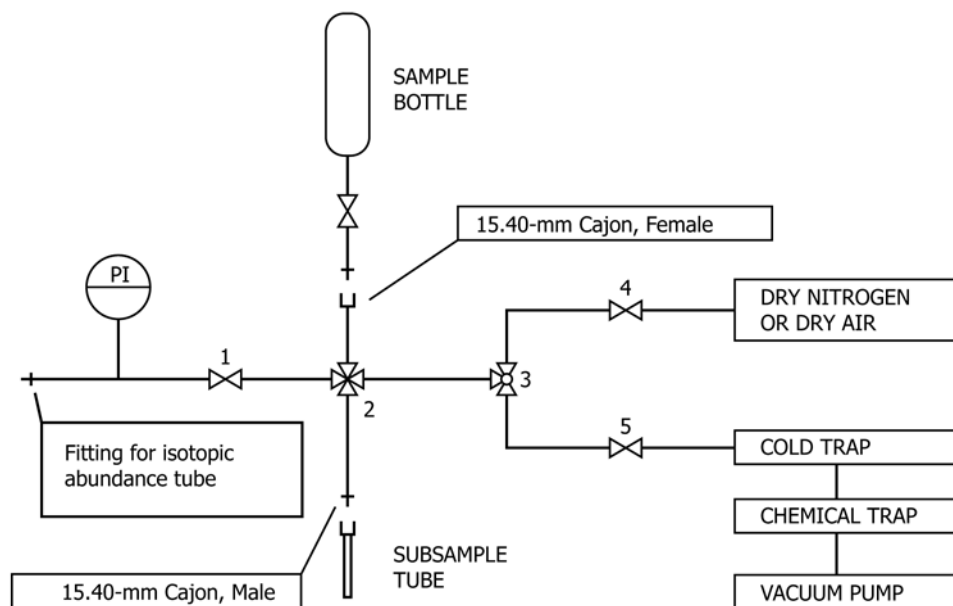 SAMPLE
BOTTLE
15.40-mm Cajon, Female
PI
4
DRY NITROGEN
OR DRY AIR
1
3
2
5
Fitting for isotopic
abundance tube
COLD TRAP
CHEMICAL TRAP
SUBSAMPLE
TUBE
15.40-mm Cajon, Male
VACUUM PUMP